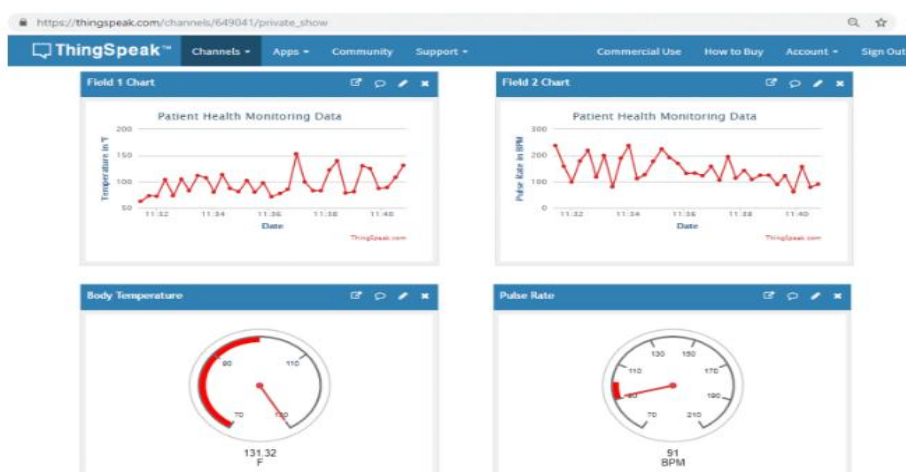 https://thingspeak.com/channels/649041/private_show
ThingSpeak™ Channels Apps Community Support Commercial Use How to Buy Account Sign Out
Field 1 Chart
Patient Health Monitoring Data
Temperature in °F
200
150
100
50
11:32 11:34 11:36 11:38 11:40
Date
ThingSpeak.com
Field 2 Chart
Patient Health Monitoring Data
Pulse Rate in BPM
300
200
100
0
11:32 11:34 11:36 11:38 11:40
Date
ThingSpeak.com
Body Temperature
90 110
70
131.32
F
Pulse Rate
130 150
110 170
90 190
70 210
91
BPM